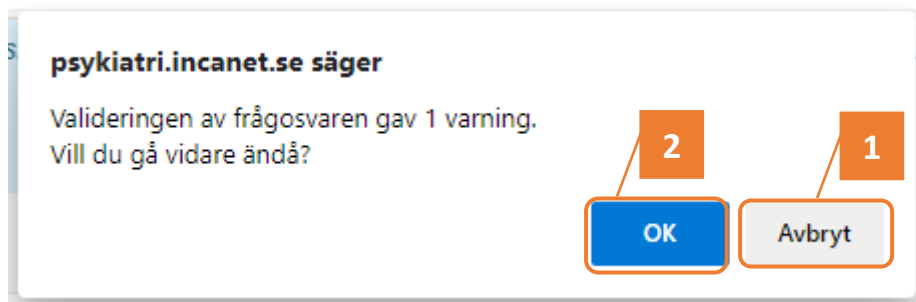 psykiatri.incanet.se säger
Valideringen av frågosvaren gav 1 varning.
Vill du gå vidare ändå?
2
1
OK
Avbryt